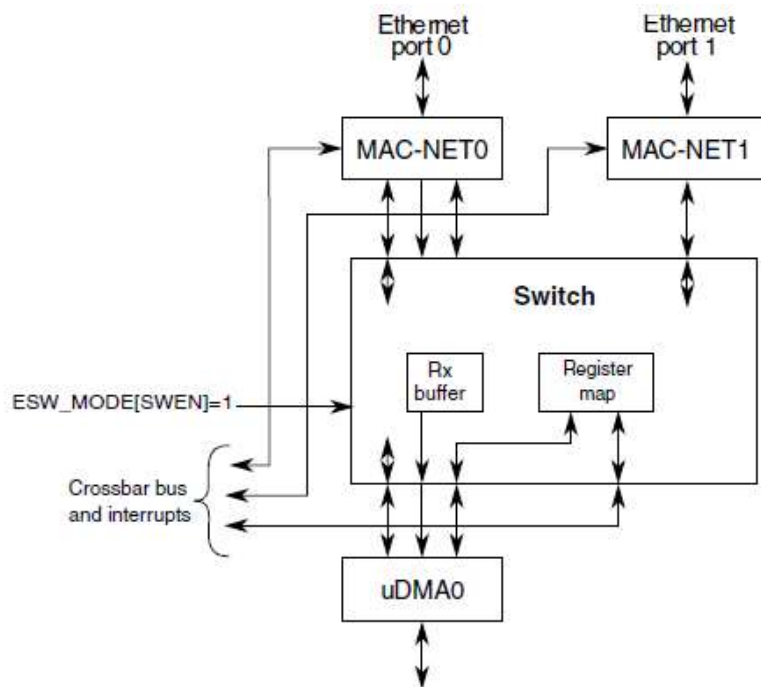 Ethernet
port 0
Ethernet
port 1
MAC-NET0
MAC-NET1
Switch
Rx
buffer
Register
map
ESW_MODE[SWEN]=1
Crossbar bus
and interrupts
uDMA0